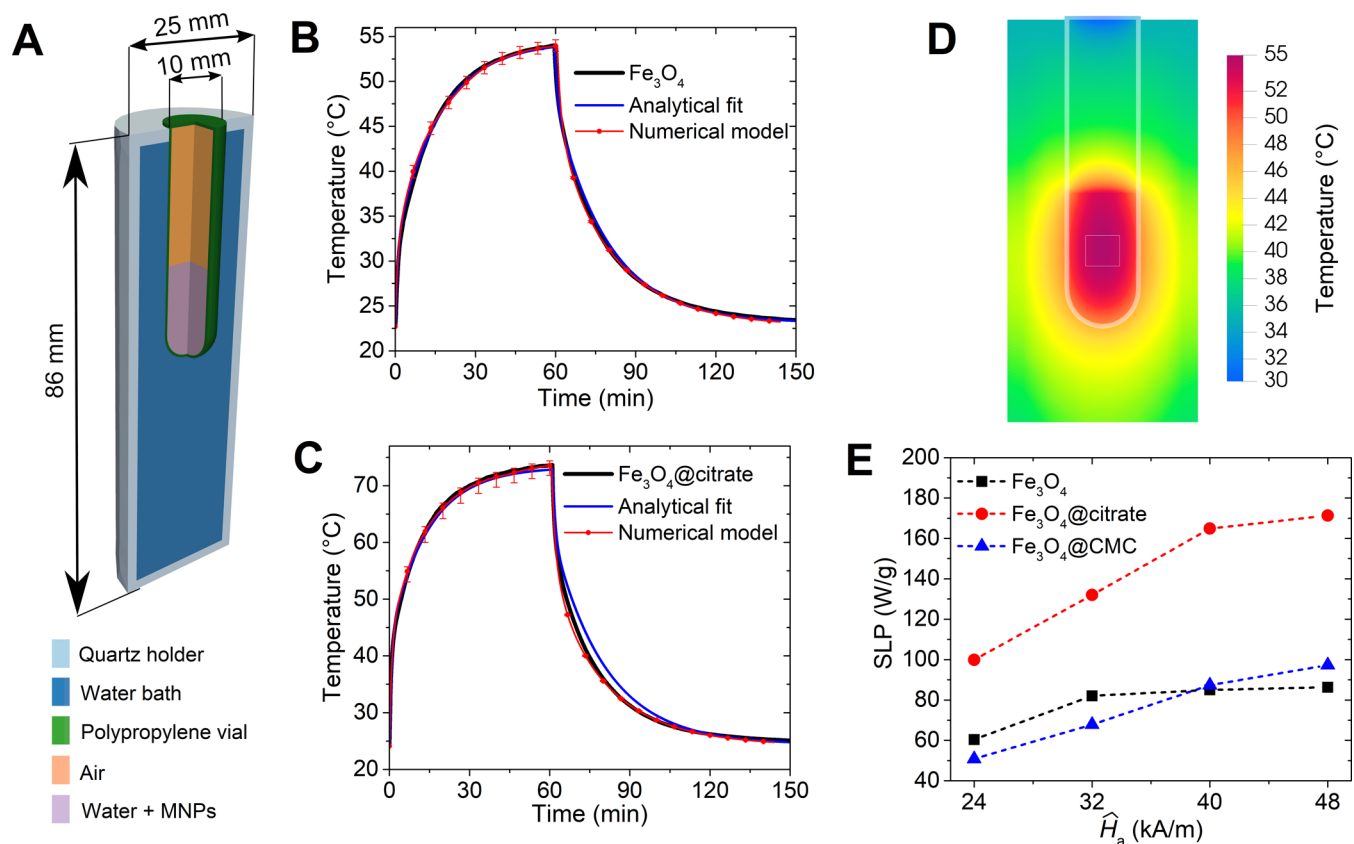 A
25 mm
10 mm
86 mm
Quartz holder
Water bath
Polypropylene vial
Air
Water + MNPs
B
55
50
45
40
35
30
25
20
Temperature (°C)
Fe₃O₄
Analytical fit
Numerical model
0 30 60 90 120 150
Time (min)
C
70
60
50
40
30
20
Temperature (°C)
Fe₃O₄@citrate
Analytical fit
Numerical model
0 30 60 90 120 150
Time (min)
D
55
52
50
48
46
44
42
40
38
36
34
32
30
Temperature (°C)
E
200
180
160
140
120
100
80
60
40
SLP (W/g)
Fe₃O₄
Fe₃O₄@citrate
Fe₃O₄@CMC
24 32 40 48
Ĥₐ (kA/m)